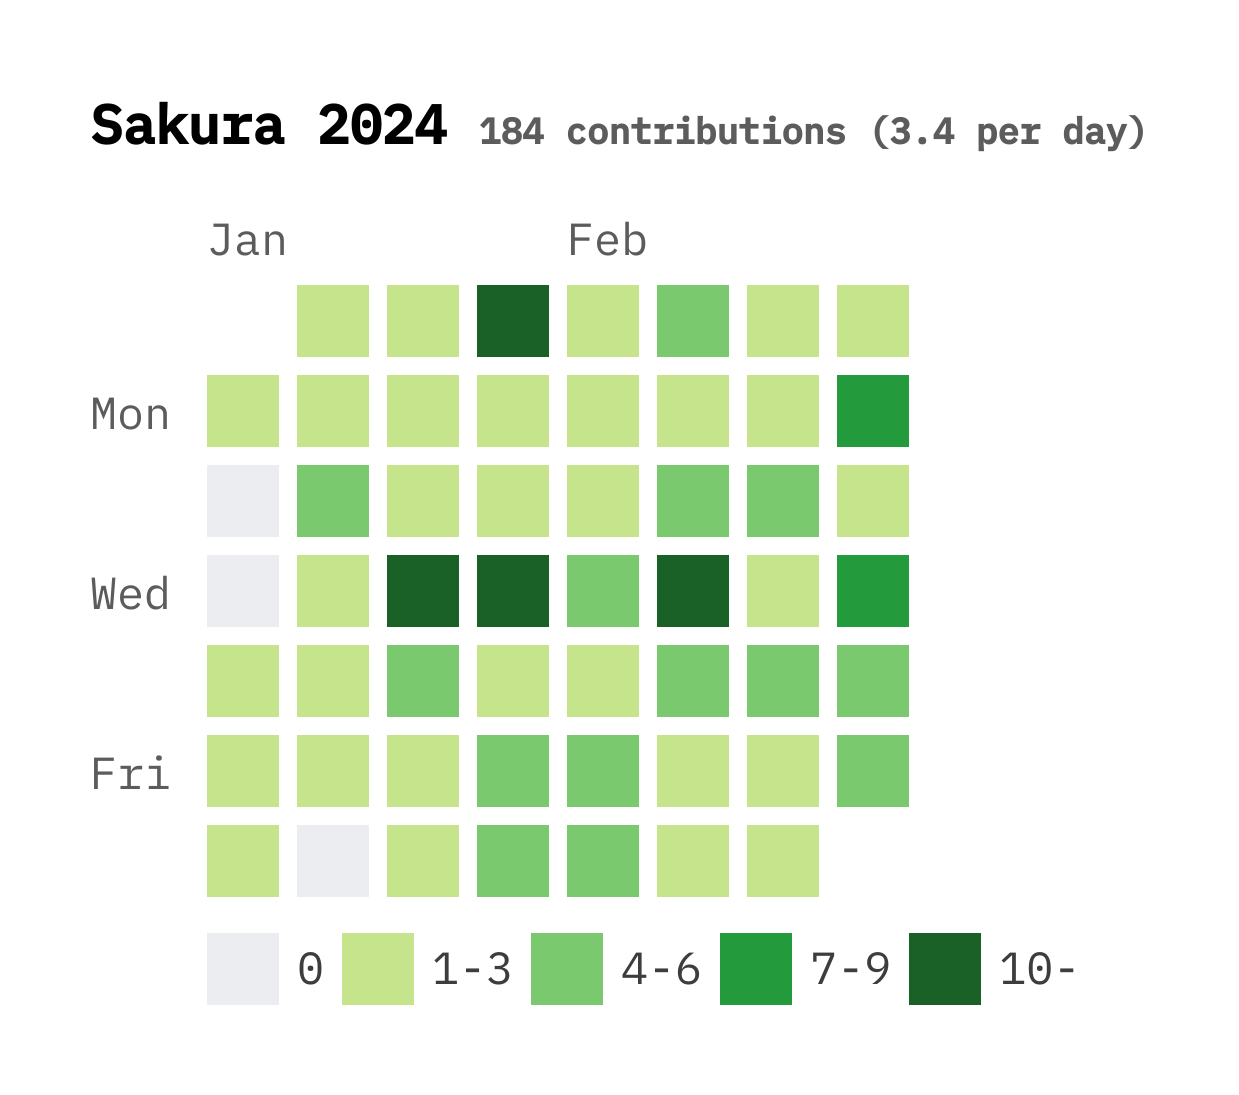 Sakura 2024 184 contributions (3.4 per day)
Jan Feb
Mon
Wed
Fri
0 1-3 4-6 7-9 10-